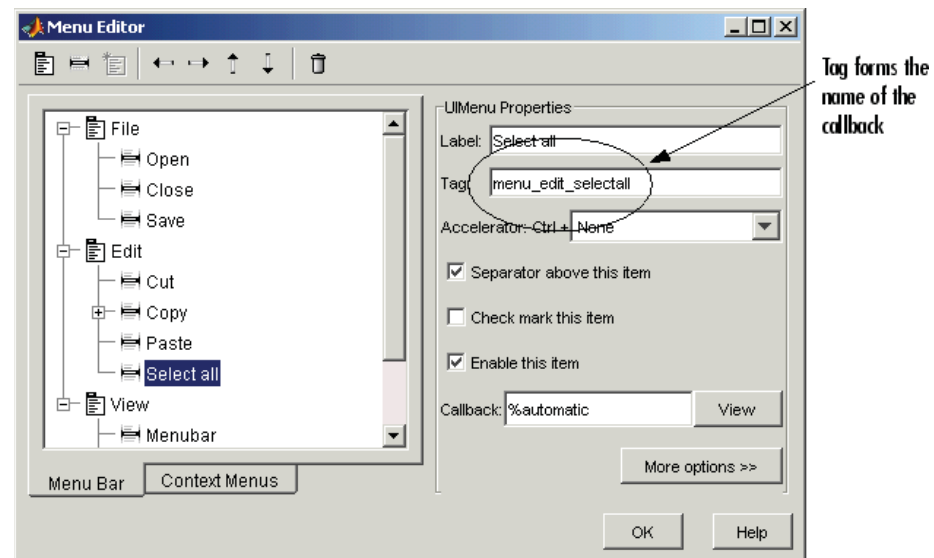 Menu Editor
Tag forms the
name of the
callback
File
Open
Close
Save
Edit
Cut
Copy
Paste
Select all
View
Menubar
Menu Bar
Context Menus
UIMenu Properties
Label: Select all
Tag: menu_edit_selectall
Accelerator: Ctrl + None
Separator above this item
Check mark this item
Enable this item
Callback: %automatic View
More options >>
OK Help